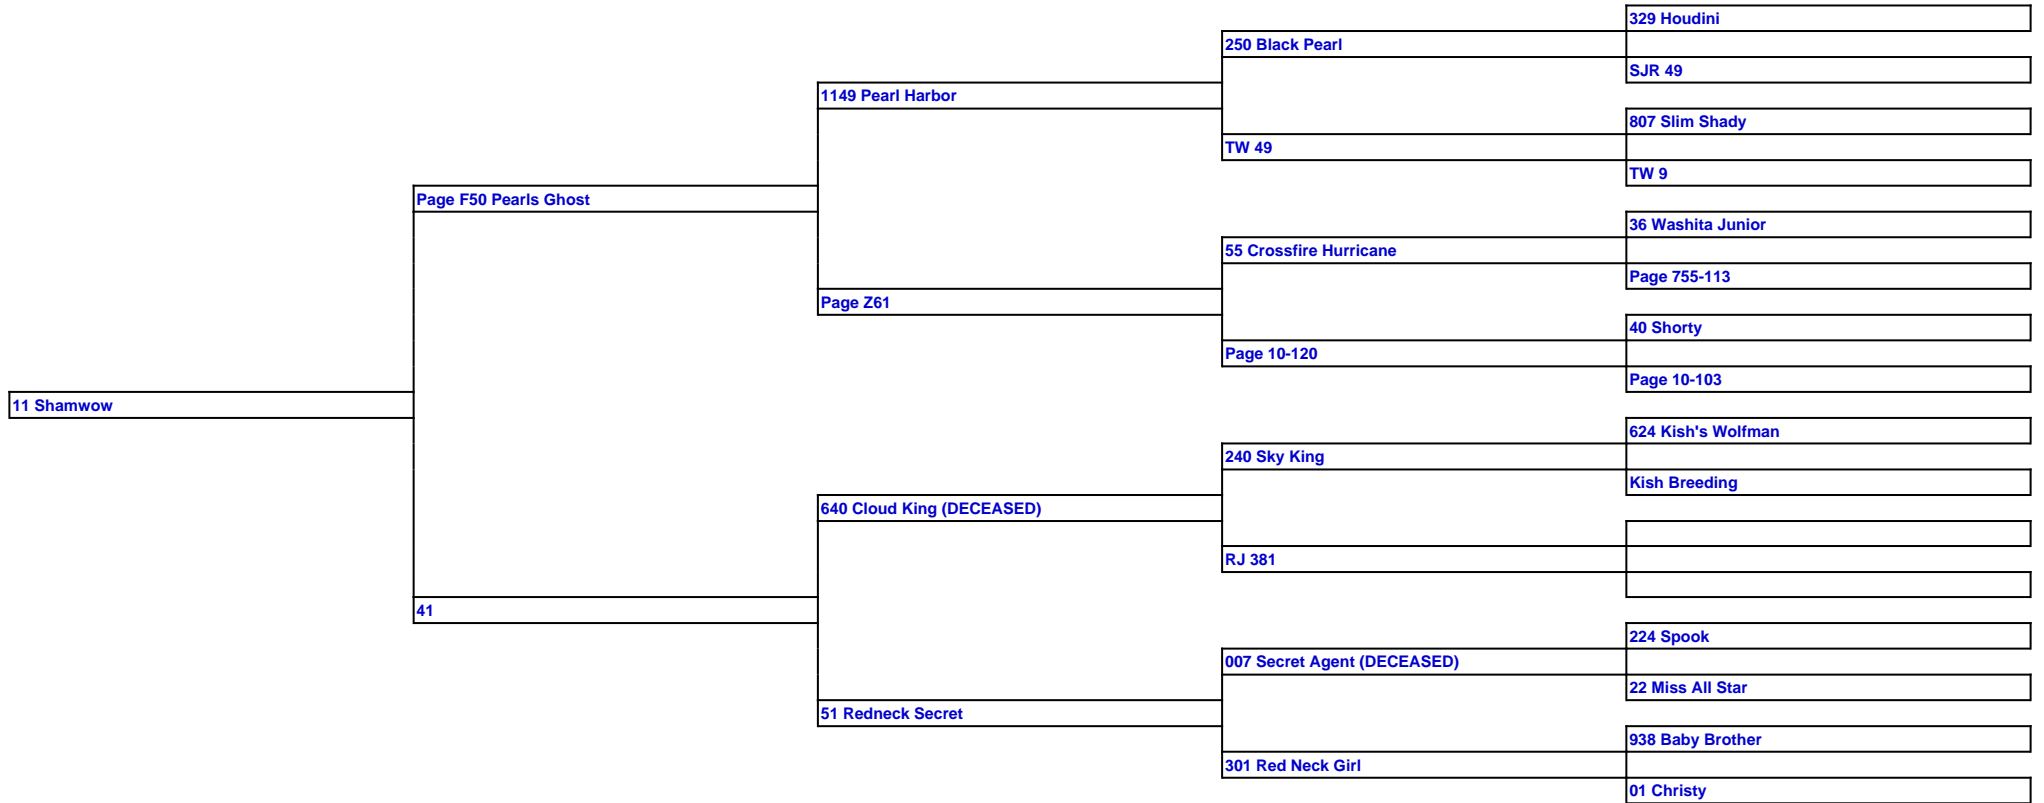 329 Houdini
250 Black Pearl
SJR 49
1149 Pearl Harbor
807 Slim Shady
TW 49
TW 9
Page F50 Pearls Ghost
36 Washita Junior
55 Crossfire Hurricane
Page 755-113
Page Z61
40 Shorty
Page 10-120
Page 10-103
11 Shamwow
624 Kish's Wolfman
240 Sky King
Kish Breeding
640 Cloud King (DECEASED)
RJ 381
41
224 Spook
007 Secret Agent (DECEASED)
22 Miss All Star
51 Redneck Secret
938 Baby Brother
301 Red Neck Girl
01 Christy